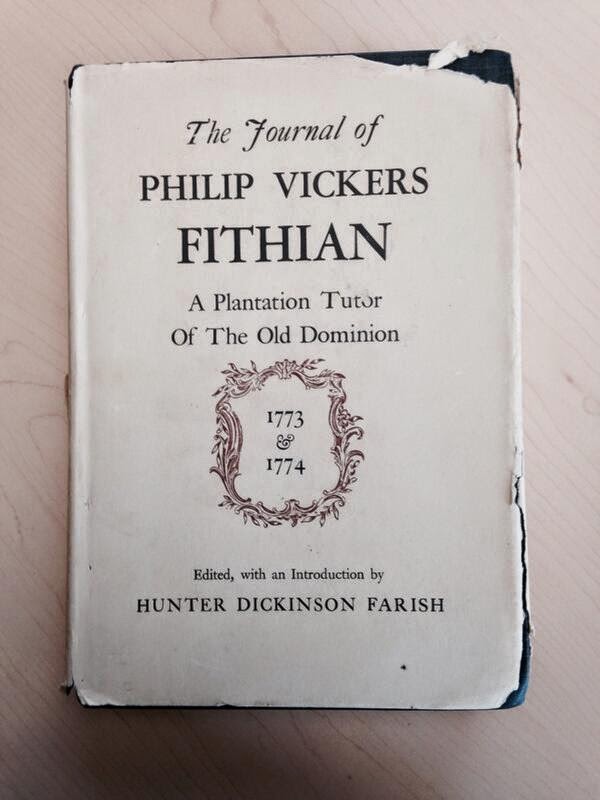 The Journal of
PHILIP VICKERS
FITHIAN
A Plantation Tutor
Of The Old Dominion
1773
&
1774
Edited, with an Introduction by
HUNTER DICKINSON FARISH